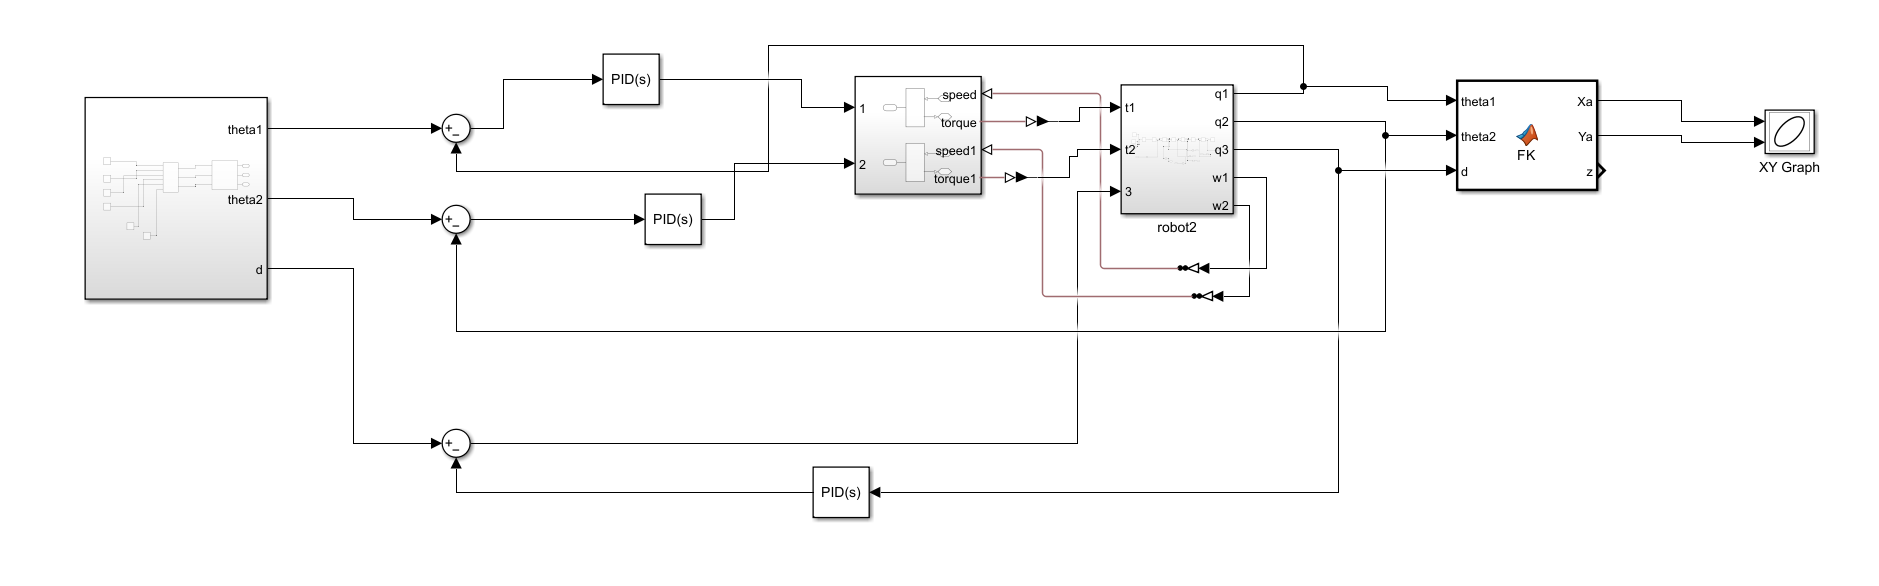 theta1
theta2
d
+
−
PID(s)
+
−
PID(s)
+
−
PID(s)
1
2
speed
torque
speed1
torque1
t1
t2
3
q1
q2
q3
w1
w2
robot2
theta1
theta2
d
FK
Xa
Ya
z
XY Graph